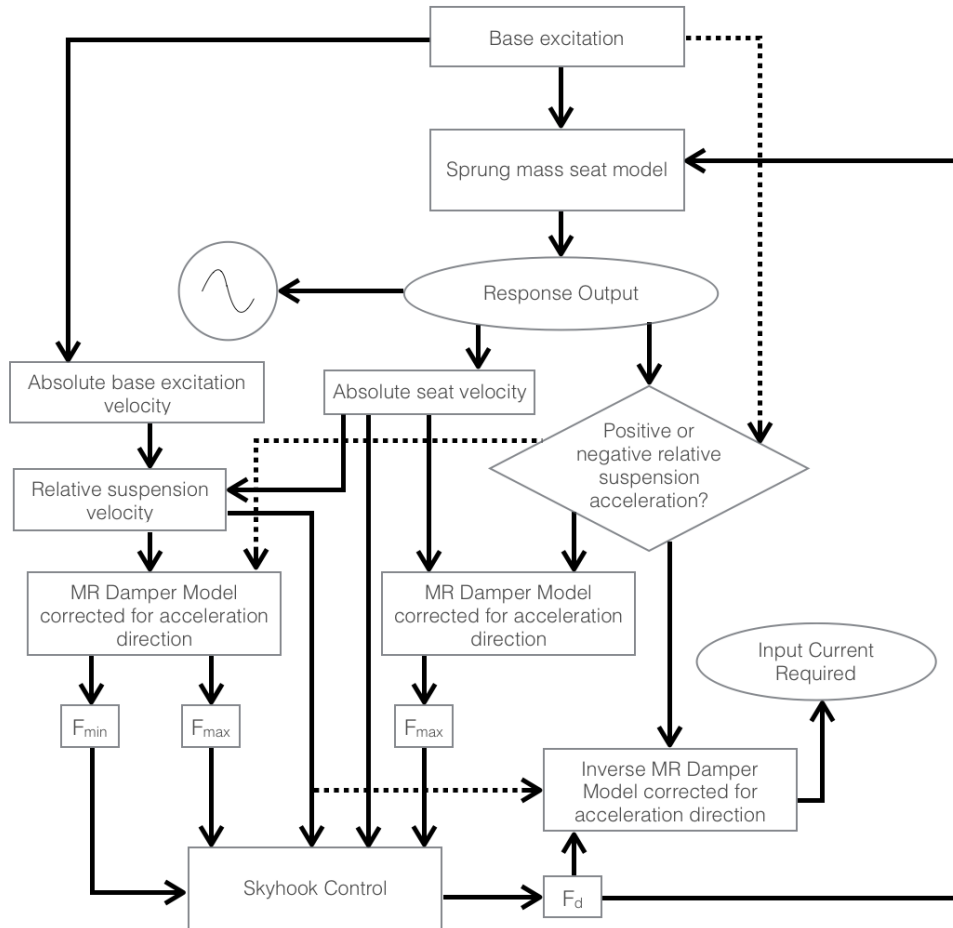 Base excitation
Sprung mass seat model
Response Output
Absolute base excitation
velocity
Absolute seat velocity
Positive or
negative relative
suspension
acceleration?
Relative suspension
velocity
MR Damper Model
corrected for acceleration
direction
MR Damper Model
corrected for acceleration
direction
Input Current
Required
Fmin
Fmax
Fmax
Inverse MR Damper
Model corrected for
acceleration direction
Skyhook Control
Fd